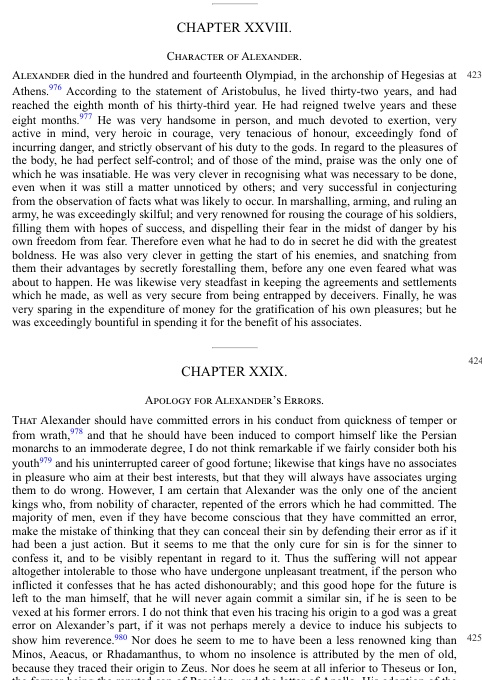 CHAPTER XXVIII.
CHARACTER OF ALEXANDER.
ALEXANDER died in the hundred and fourteenth Olympiad, in the archonship of Hegesias at 423
Athens.976 According to the statement of Aristobulus, he lived thirty-two years, and had
reached the eighth month of his thirty-third year. He had reigned twelve years and these
eight months.977 He was very handsome in person, and much devoted to exertion, very
active in mind, very heroic in courage, very tenacious of honour, exceedingly fond of
incurring danger, and strictly observant of his duty to the gods. In regard to the pleasures of
the body, he had perfect self-control; and of those of the mind, praise was the only one of
which he was insatiable. He was very clever in recognising what was necessary to be done,
even when it was still a matter unnoticed by others; and very successful in conjecturing
from the observation of facts what was likely to occur. In marshalling, arming, and ruling an
army, he was exceedingly skilful; and very renowned for rousing the courage of his soldiers,
filling them with hopes of success, and dispelling their fear in the midst of danger by his
own freedom from fear. Therefore even what he had to do in secret he did with the greatest
boldness. He was also very clever in getting the start of his enemies, and snatching from
them their advantages by secretly forestalling them, before any one even feared what was
about to happen. He was likewise very steadfast in keeping the agreements and settlements
which he made, as well as very secure from being entrapped by deceivers. Finally, he was
very sparing in the expenditure of money for the gratification of his own pleasures; but he
was exceedingly bountiful in spending it for the benefit of his associates.
424
CHAPTER XXIX.
APOLOGY FOR ALEXANDER'S ERRORS.
THAT Alexander should have committed errors in his conduct from quickness of temper or
from wrath,978 and that he should have been induced to comport himself like the Persian
monarchs to an immoderate degree, I do not think remarkable if we fairly consider both his
youth979 and his uninterrupted career of good fortune; likewise that kings have no associates
in pleasure who aim at their best interests, but that they will always have associates urging
them to do wrong. However, I am certain that Alexander was the only one of the ancient
kings who, from nobility of character, repented of the errors which he had committed. The
majority of men, even if they have become conscious that they have committed an error,
make the mistake of thinking that they can conceal their sin by defending their error as if it
had been a just action. But it seems to me that the only cure for sin is for the sinner to
confess it, and to be visibly repentant in regard to it. Thus the suffering will not appear
altogether intolerable to those who have undergone unpleasant treatment, if the person who
inflicted it confesses that he has acted dishonourably; and this good hope for the future is
left to the man himself, that he will never again commit a similar sin, if he is seen to be
vexed at his former errors. I do not think that even his tracing his origin to a god was a great
error on Alexander's part, if it was not perhaps merely a device to induce his subjects to
show him reverence.980 Nor does he seem to me to have been a less renowned king than 425
Minos, Aeacus, or Rhadamanthus, to whom no insolence is attributed by the men of old,
because they traced their origin to Zeus. Nor does he seem at all inferior to Theseus or Ion,